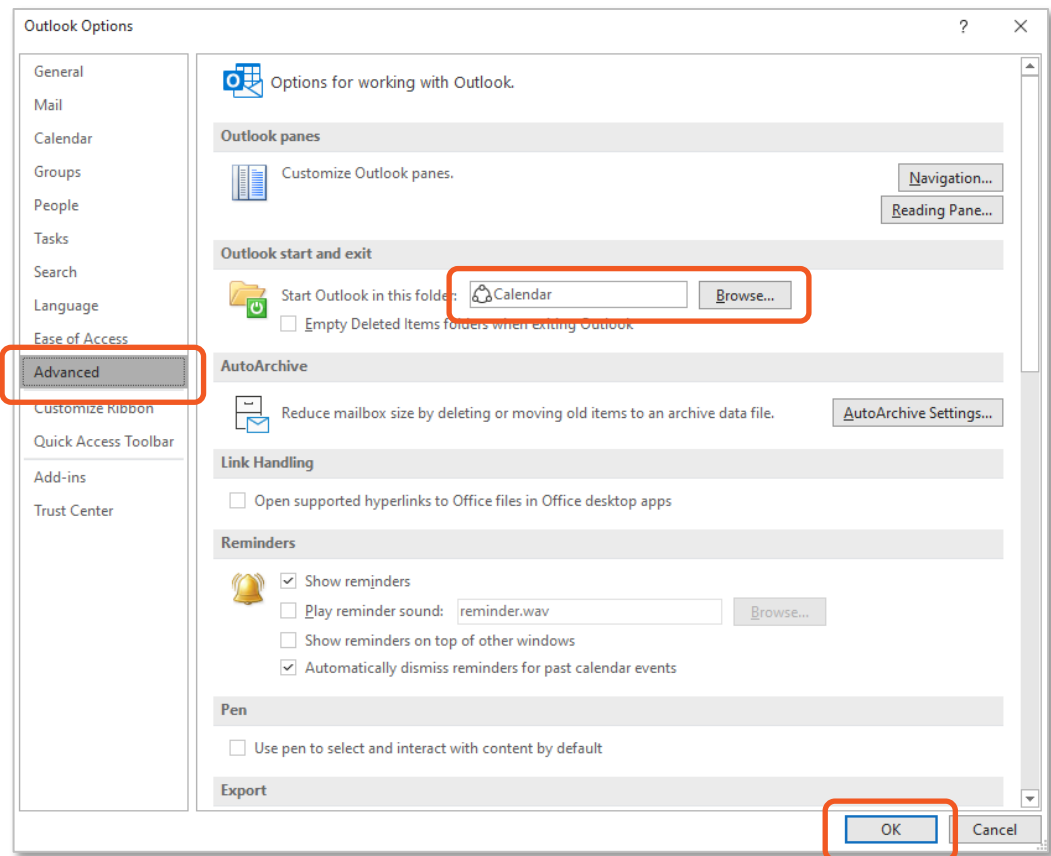 Outlook Options
?
General
Mail
Calendar
Groups
People
Tasks
Search
Language
Ease of Access
Advanced
Customize Ribbon
Quick Access Toolbar
Add-ins
Trust Center
Options for working with Outlook.
Outlook panes
Customize Outlook panes.
Navigation...
Reading Pane...
Outlook start and exit
Start Outlook in this folder: Calendar Browse...
Empty Deleted Items folders when exiting Outlook
AutoArchive
Reduce mailbox size by deleting or moving old items to an archive data file. AutoArchive Settings...
Link Handling
Open supported hyperlinks to Office files in Office desktop apps
Reminders
Show reminders
Play reminder sound: reminder.wav Browse...
Show reminders on top of other windows
Automatically dismiss reminders for past calendar events
Pen
Use pen to select and interact with content by default
Export
OK Cancel